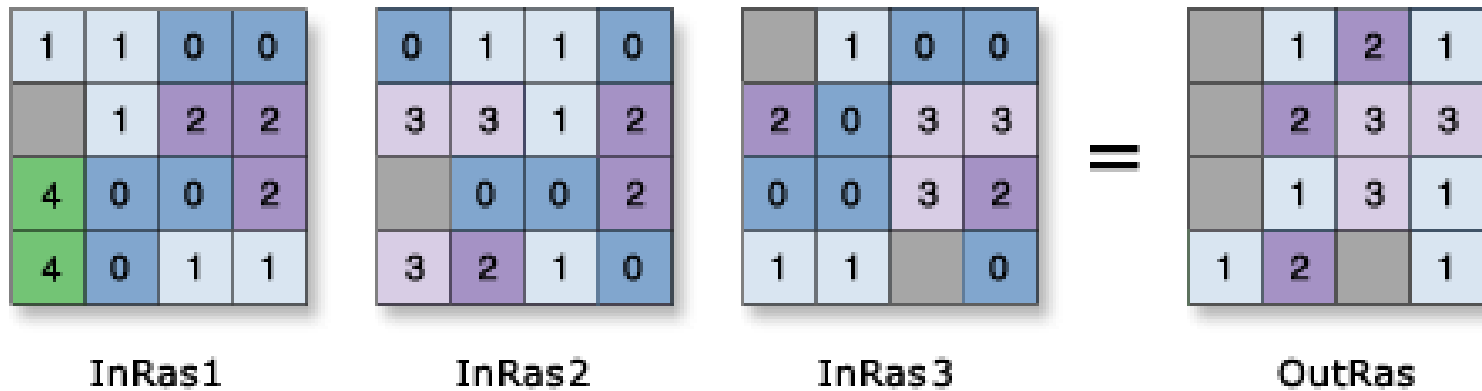 1 1 0 0 0 1 1 0 1 0 0 1 2 1
1 2 2 3 3 1 2 2 0 3 3 = 2 3 3
4 0 0 2 0 0 2 0 0 3 2 1 3 1
4 0 1 1 3 2 1 0 1 1 0 1 2 1
InRas1 InRas2 InRas3 OutRas